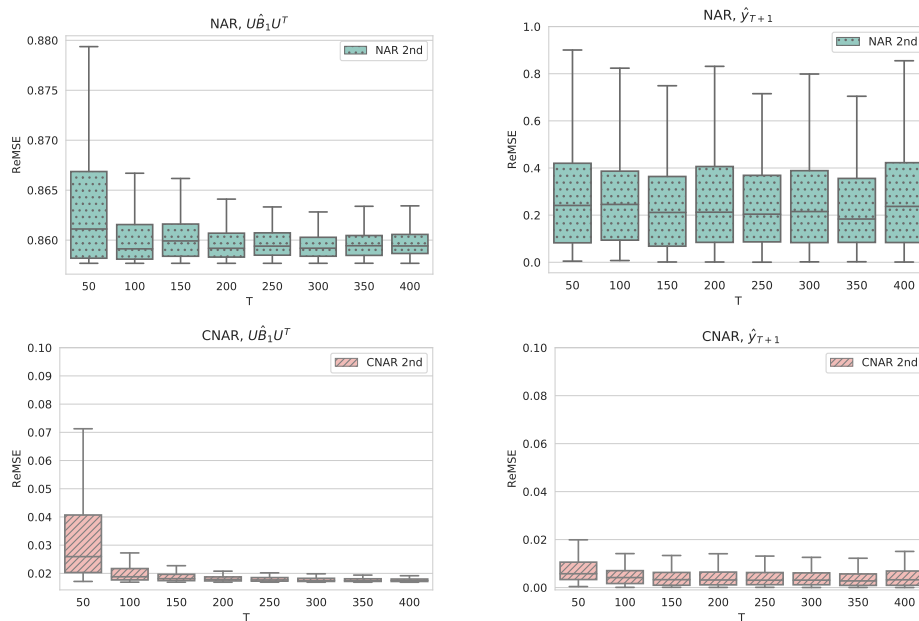 NAR, $U\hat{B}_1U^T$
NAR 2nd
ReMSE
0.880
0.875
0.870
0.865
0.860
50 100 150 200 250 300 350 400
T
NAR, $\hat{y}_{T+1}$
NAR 2nd
ReMSE
1.0
0.8
0.6
0.4
0.2
0.0
50 100 150 200 250 300 350 400
T
CNAR, $U\hat{B}_1U^T$
CNAR 2nd
ReMSE
0.10
0.09
0.08
0.07
0.06
0.05
0.04
0.03
0.02
50 100 150 200 250 300 350 400
T
CNAR, $\hat{y}_{T+1}$
CNAR 2nd
ReMSE
0.10
0.08
0.06
0.04
0.02
0.00
50 100 150 200 250 300 350 400
T